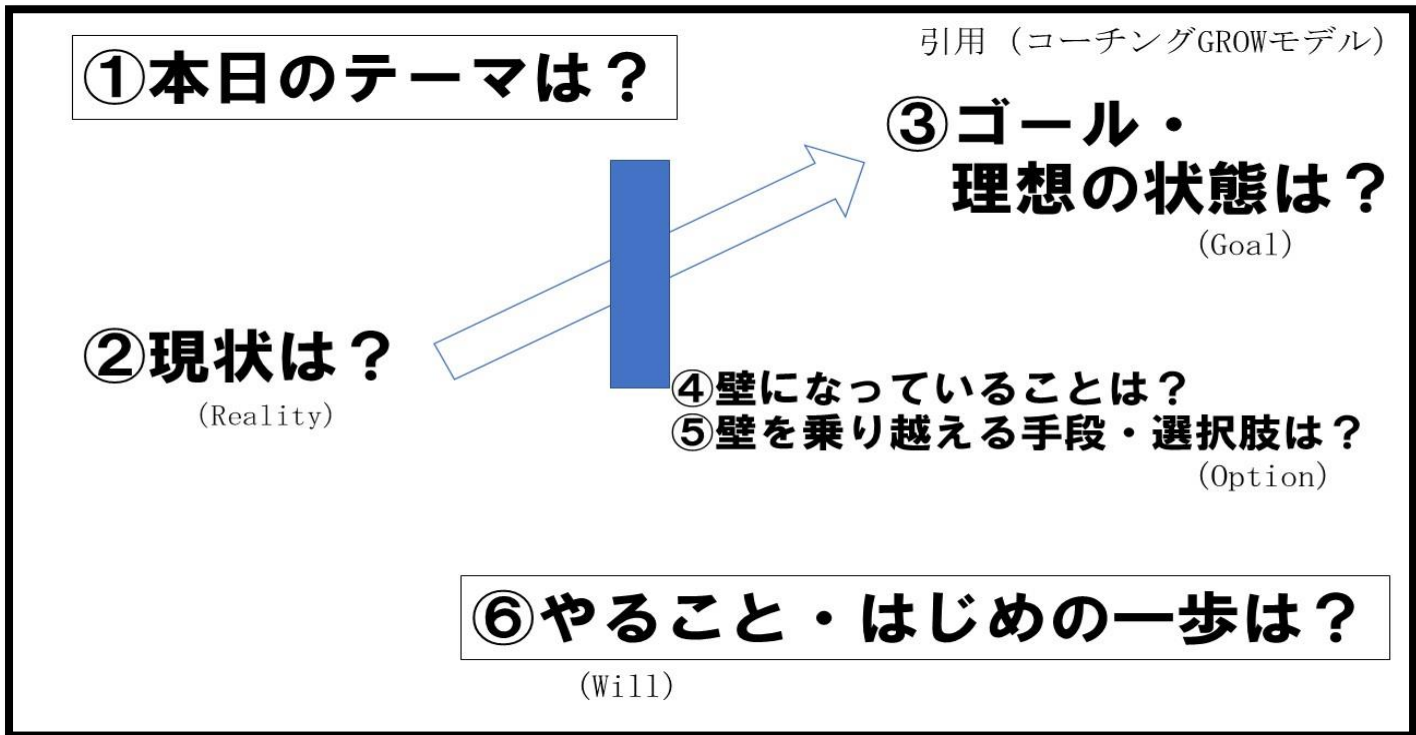 ①本日のテーマは？
引用（コーチングGROWモデル）
③ゴール・
理想の状態は？
(Goal)
②現状は？
(Reality)
④壁になっていることは？
⑤壁を乗り越える手段・選択肢は？
(Option)
⑥やること・はじめの一歩は？
(Will)